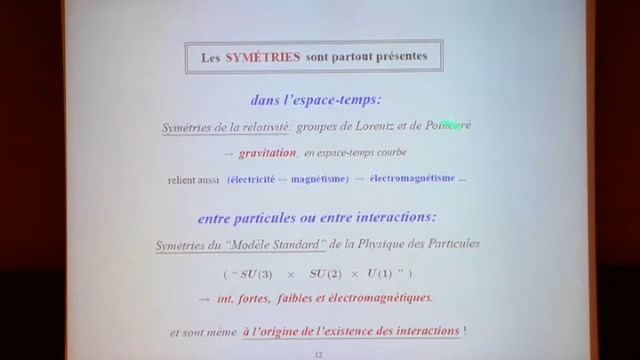 Les SYMÉTRIES sont partout présentes
dans l'espace-temps:
Symétries de la relativité: groupes de Lorentz et de Poincaré
→ gravitation, en espace-temps courbe
relient aussi (électricité — magnétisme) → électromagnétisme ...
entre particules ou entre interactions:
Symétries du "Modèle Standard" de la Physique des Particules
( " SU(3) × SU(2) × U(1) " )
→ int. fortes, faibles et électromagnétiques.
et sont même à l'origine de l'existence des interactions !
12